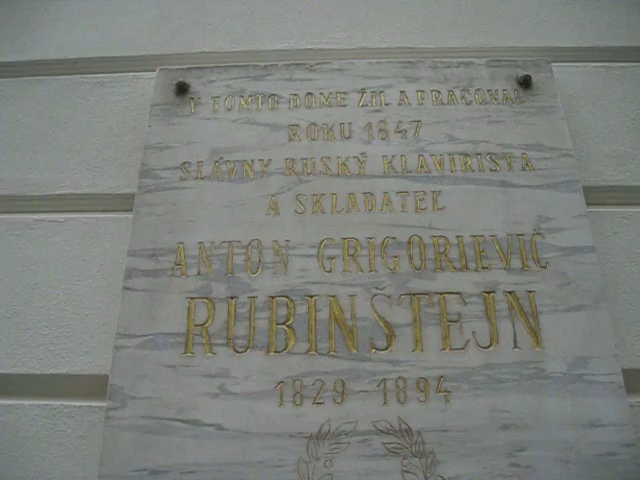 V TOMTO DOME ŽIL A PRACOVAL
ROKU 1847
SLÁVNY RUSKÝ KLAVIRISTA
A SKLADATEĽ
ANTON GRIGORIEVIČ
RUBINŠTEJN
1829 - 1894